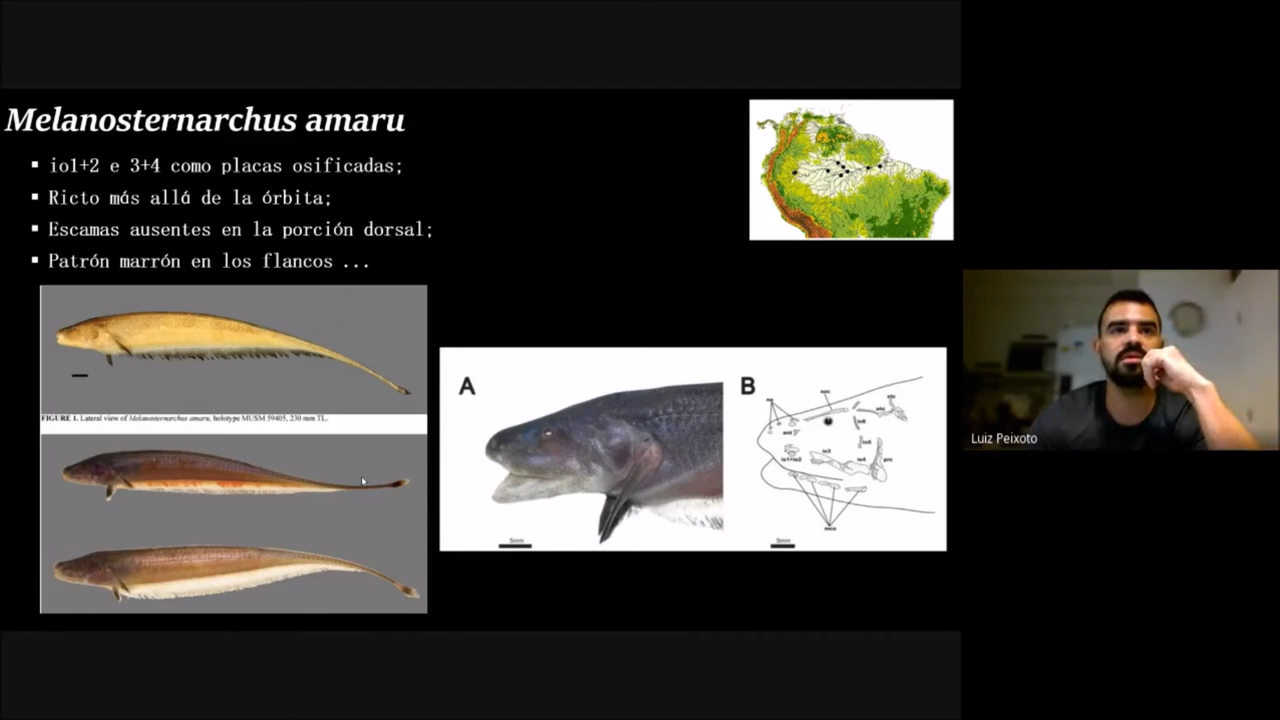 Melanosternarchus amaru
▪ io1+2 e 3+4 como placas osificadas;
▪ Ricto más allá de la órbita;
▪ Escamas ausentes en la porción dorsal;
▪ Patrón marrón en los flancos ...
FIGURE 1. Lateral view of Melanosternarchus amaru, holotype MUSM 59405, 230 mm TL.
A
B
5mm
5mm
Luiz Peixoto